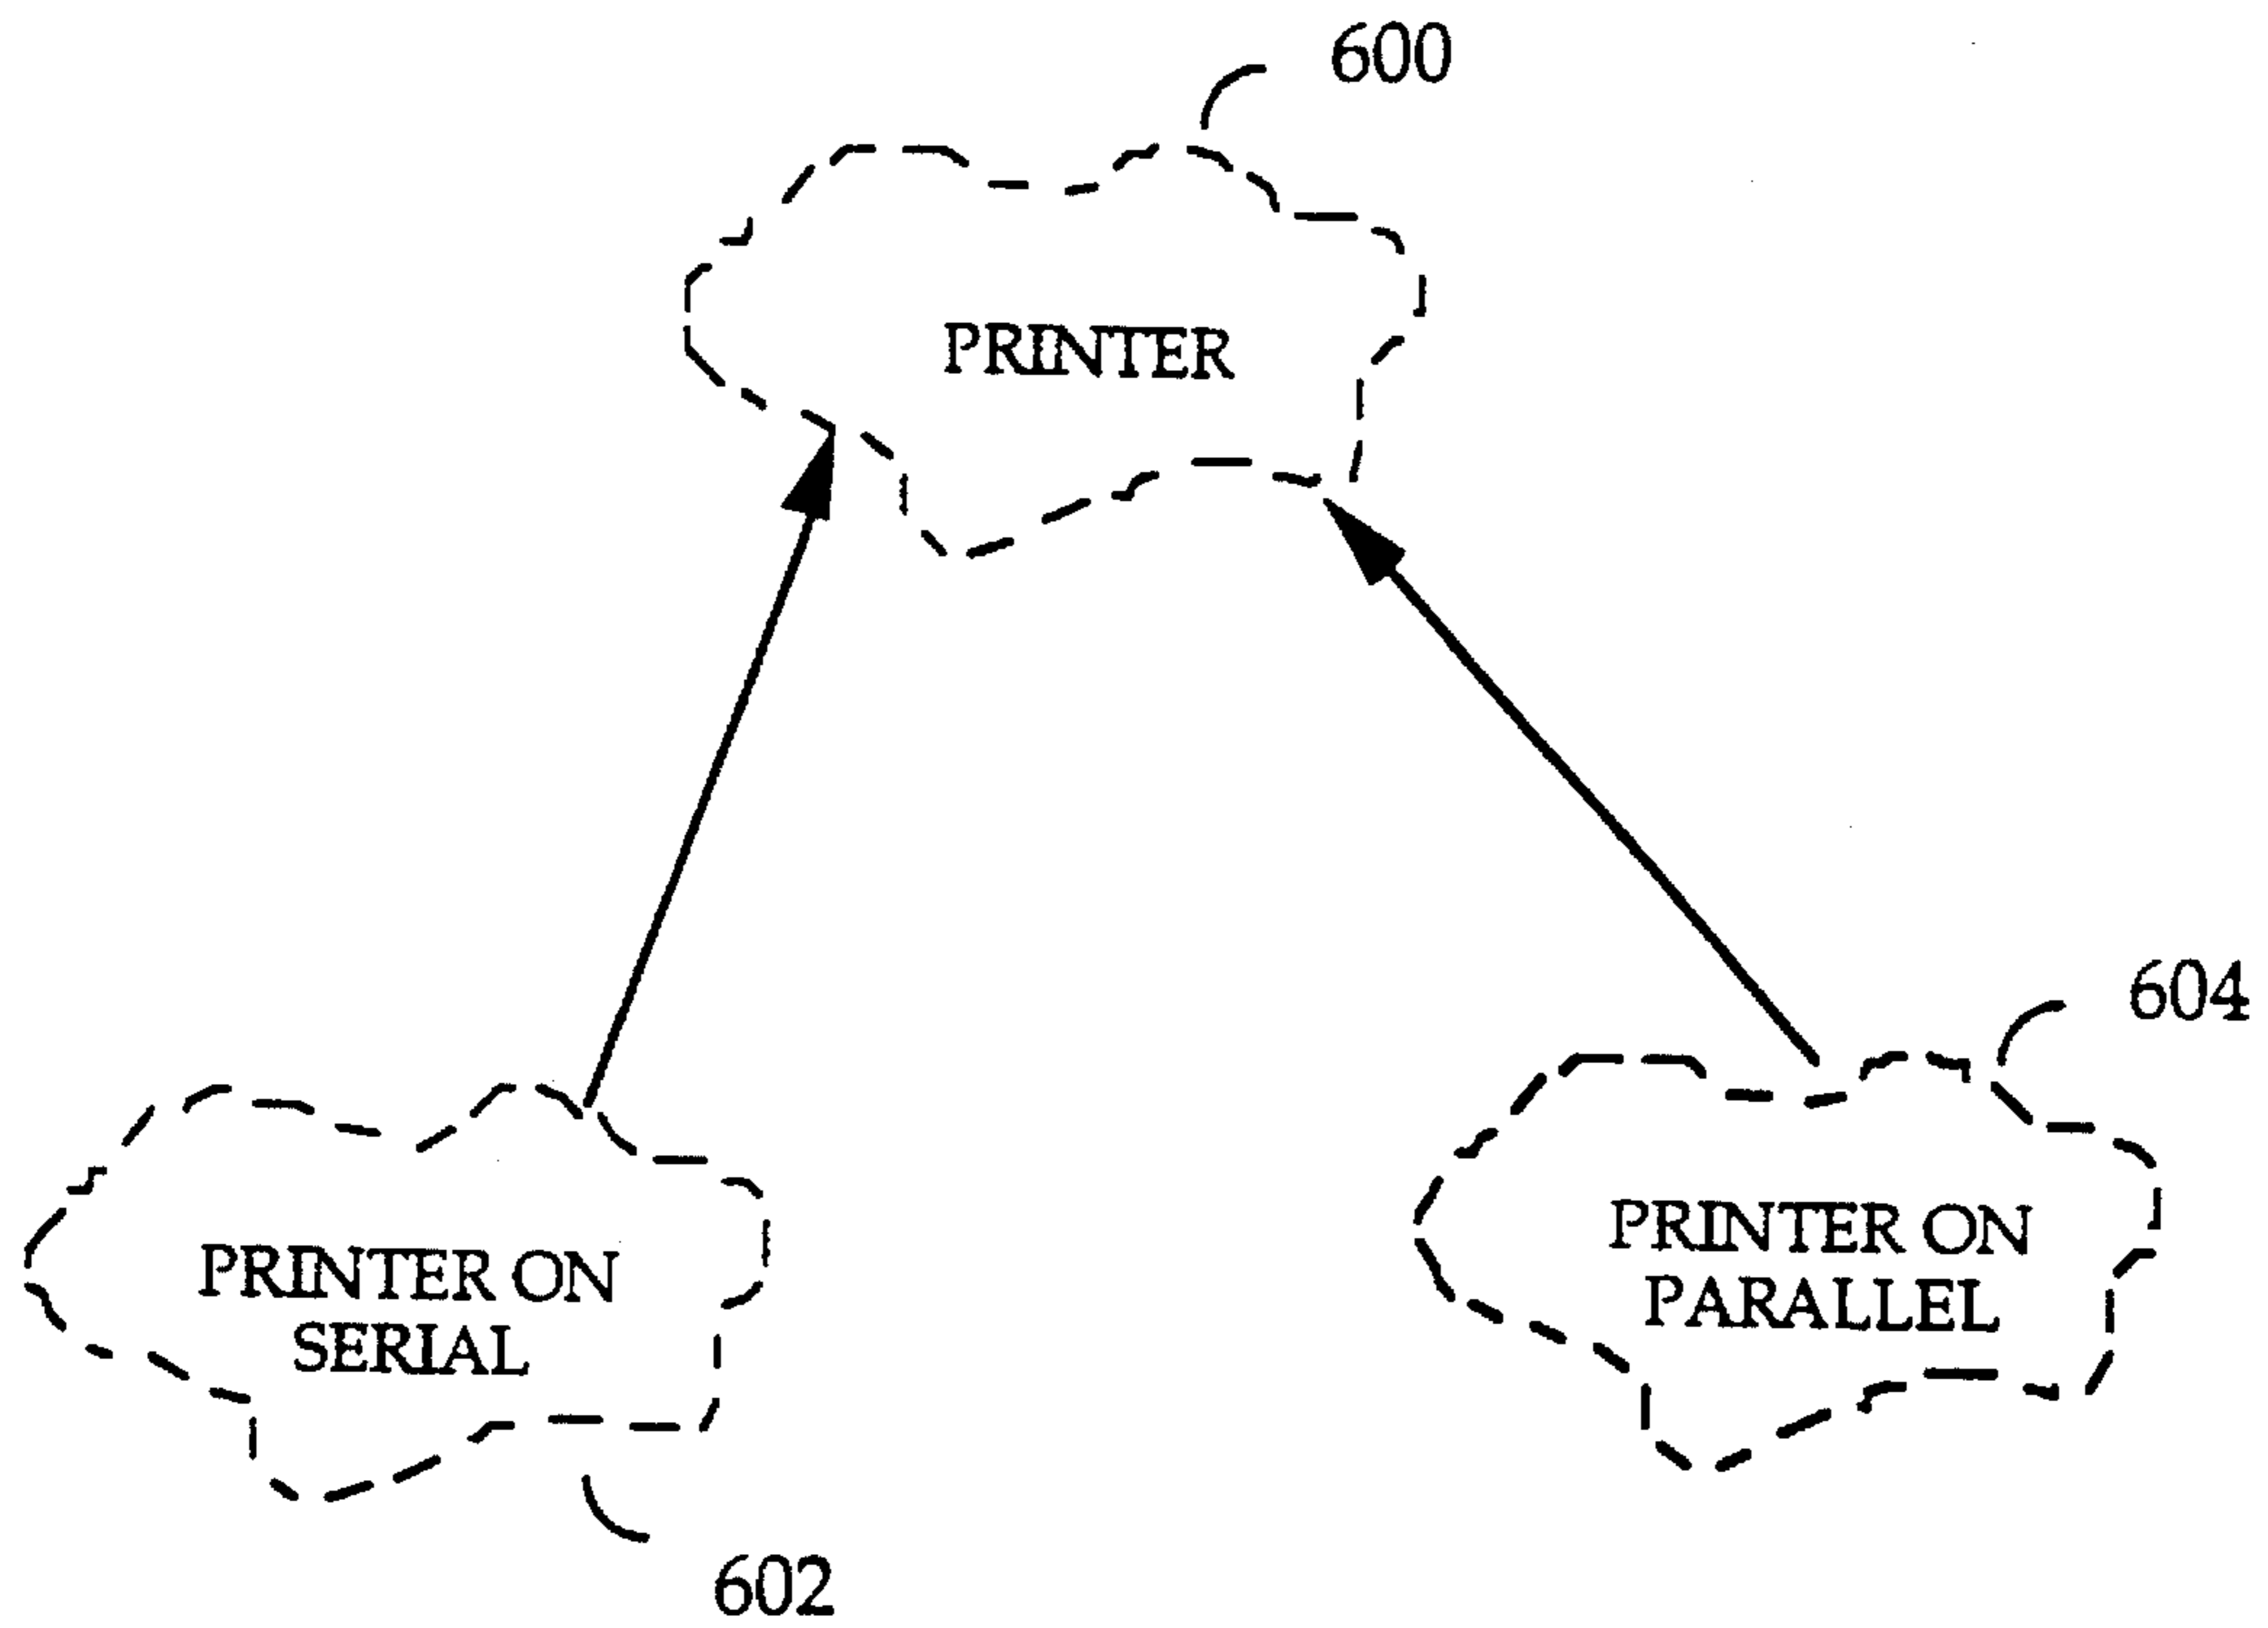 600
PRINTER
604
PRINTER ON
PARALLEL
PRINTER ON
SERIAL
602